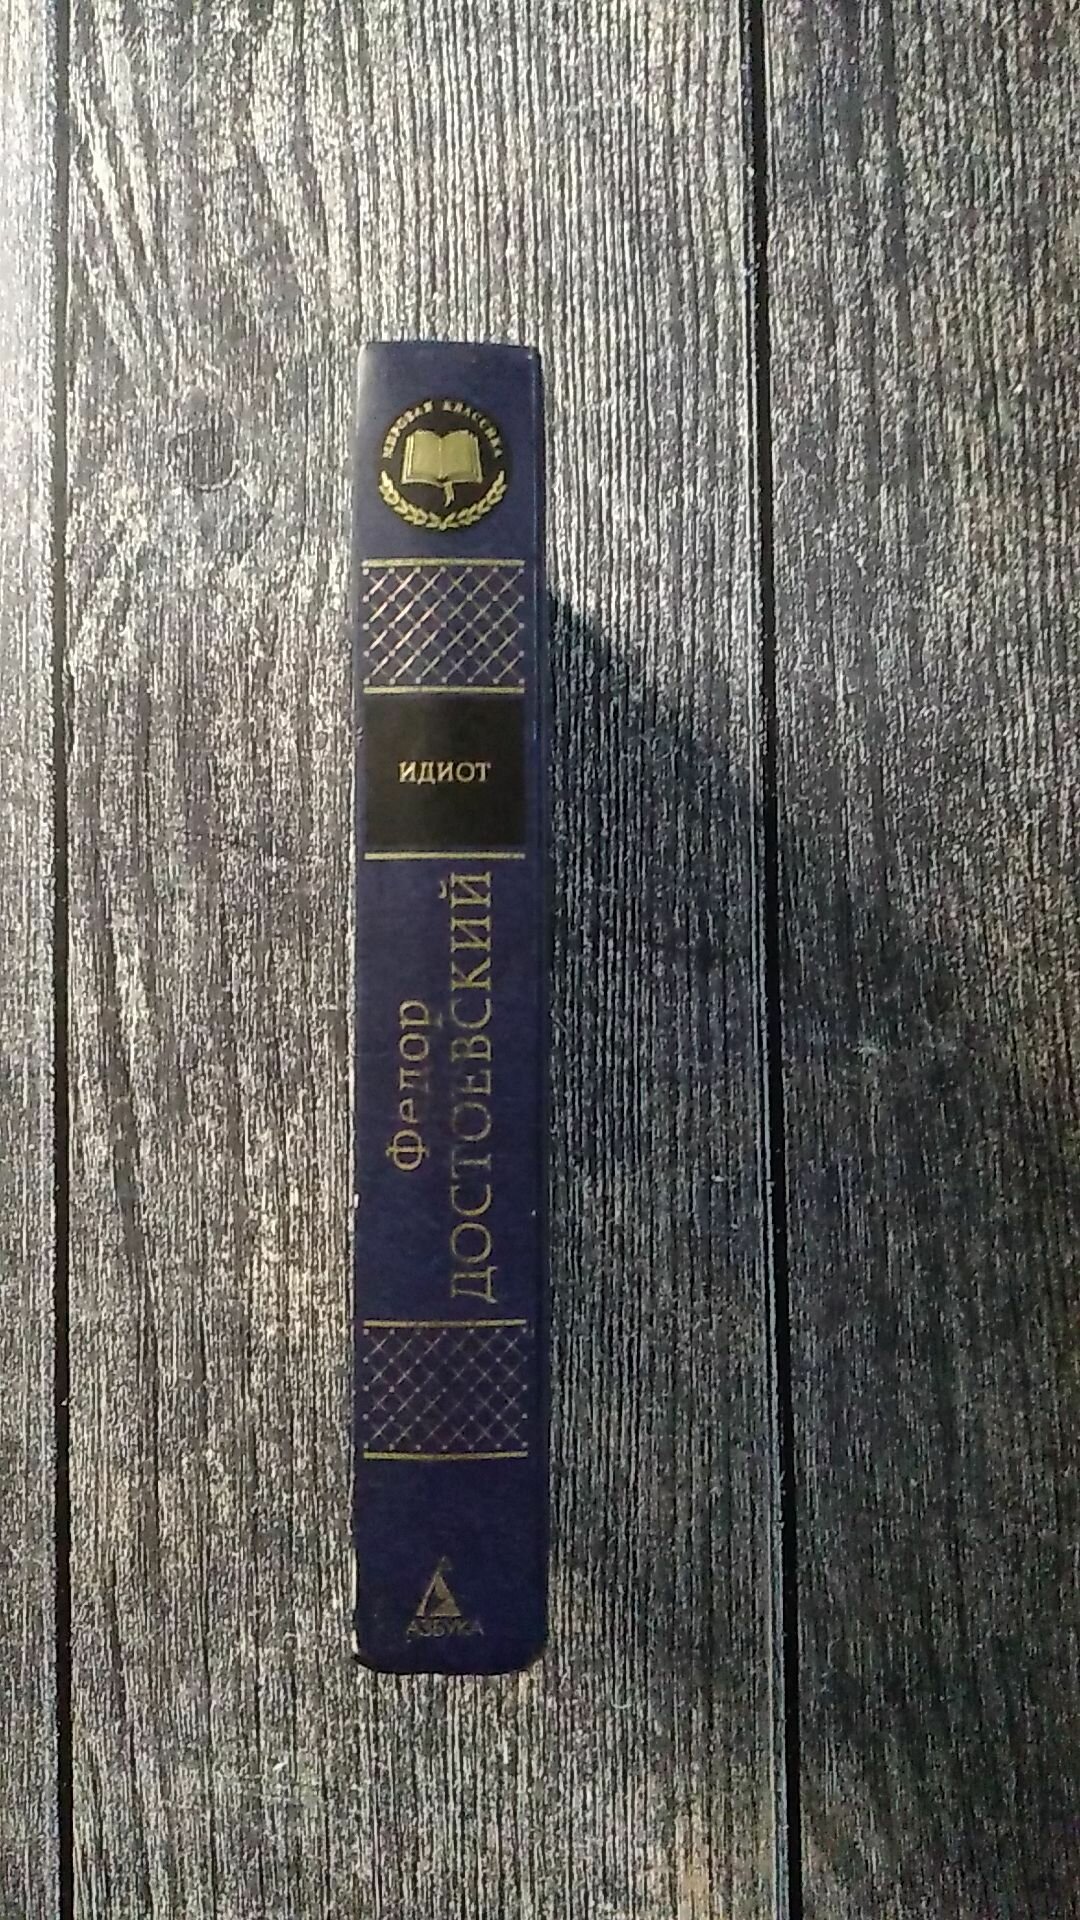 МИРОВАЯ КЛАССИКА
ИДИОТ
Федор
ДОСТОЕВСКИЙ
АЗБУКА